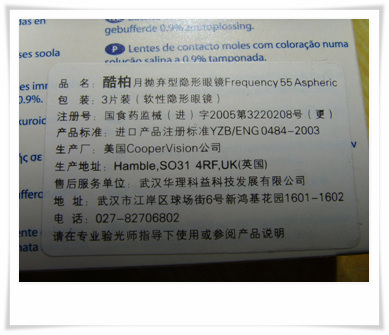 gebufferde 0.9% zoutoplossing.
P Lentes de contacto moles com coloração numa
solução salina a 0.9% tamponada.
品 名：酷柏月抛弃型隐形眼镜Frequency 55 Aspheric
包 装：3片装（软性隐形眼镜）
注册号：国食药监械（进）字2005第3220208号（更）
产品标准：进口产品注册标准YZB/ENG 0484-2003
生产厂：美国CooperVision公司
生产地址：Hamble,SO31 4RF,UK(英国)
售后服务单位：武汉华理科益科技发展有限公司
地 址：武汉市江岸区球场街6号新鸿基花园1601-1602
电 话：027-82706802
请在专业验光师指导下使用或参阅产品说明